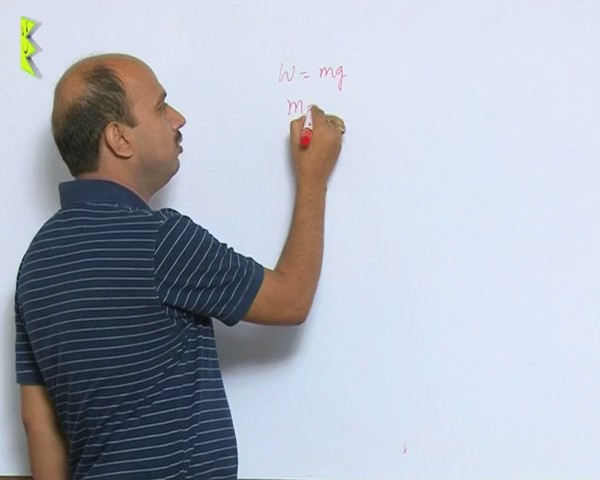 W = mg
m =